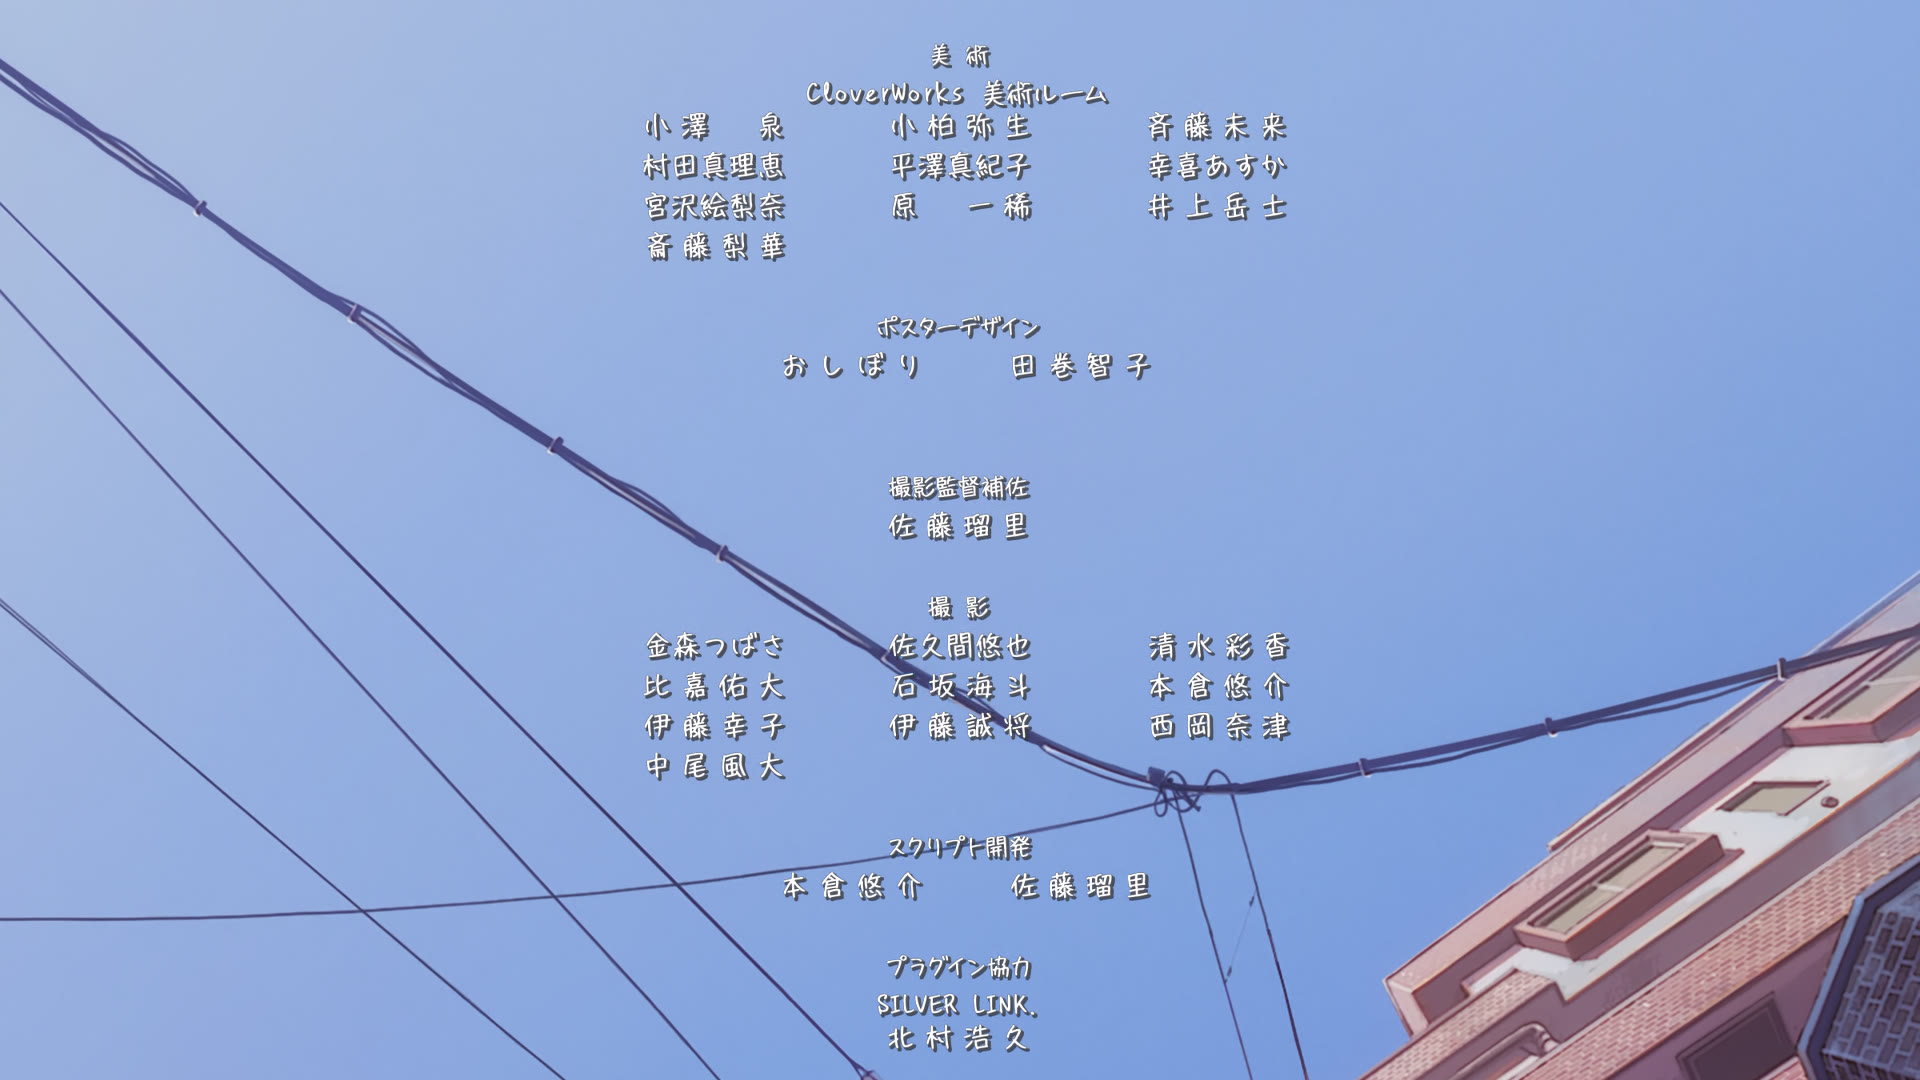 美術
CloverWorks 美術ルーム
小澤 泉 小柏弥生 斉藤未来
村田真理恵 平澤真紀子 幸喜あすか
宮沢絵梨奈 原 一稀 井上岳士
斎藤梨華
ポスターデザイン
おしぼり 田巻智子
撮影監督補佐
佐藤瑠里
撮影
金森つばさ 佐久間悠也 清水彩香
比嘉佑大 石坂海斗 本倉悠介
伊藤幸子 伊藤誠将 西岡奈津
中尾風大
スクリプト開発
本倉悠介 佐藤瑠里
プラグイン協力
SILVER LINK.
北村浩久